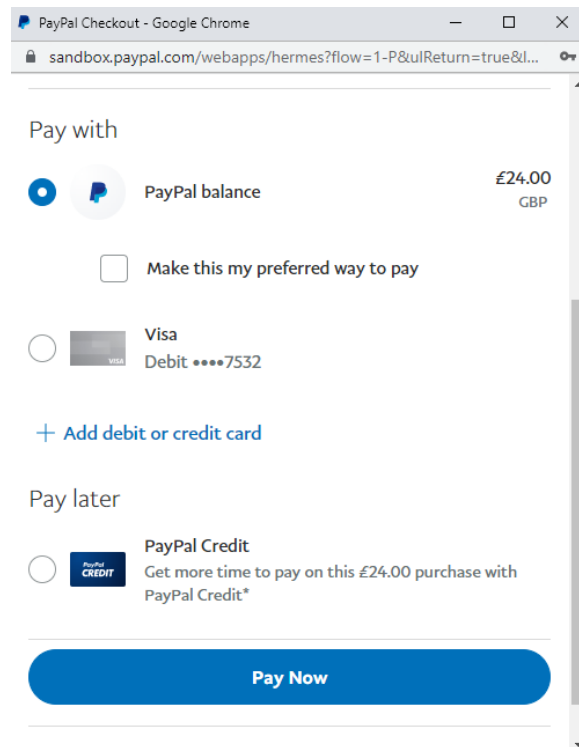 PayPal Checkout - Google Chrome
sandbox.paypal.com/webapps/hermes?flow=1-P&ulReturn=true&l...
Pay with
PayPal balance
£24.00
GBP
Make this my preferred way to pay
Visa
VISA
Debit ••••7532
+ Add debit or credit card
Pay later
PayPal Credit
PayPal
CREDIT
Get more time to pay on this £24.00 purchase with
PayPal Credit*
Pay Now